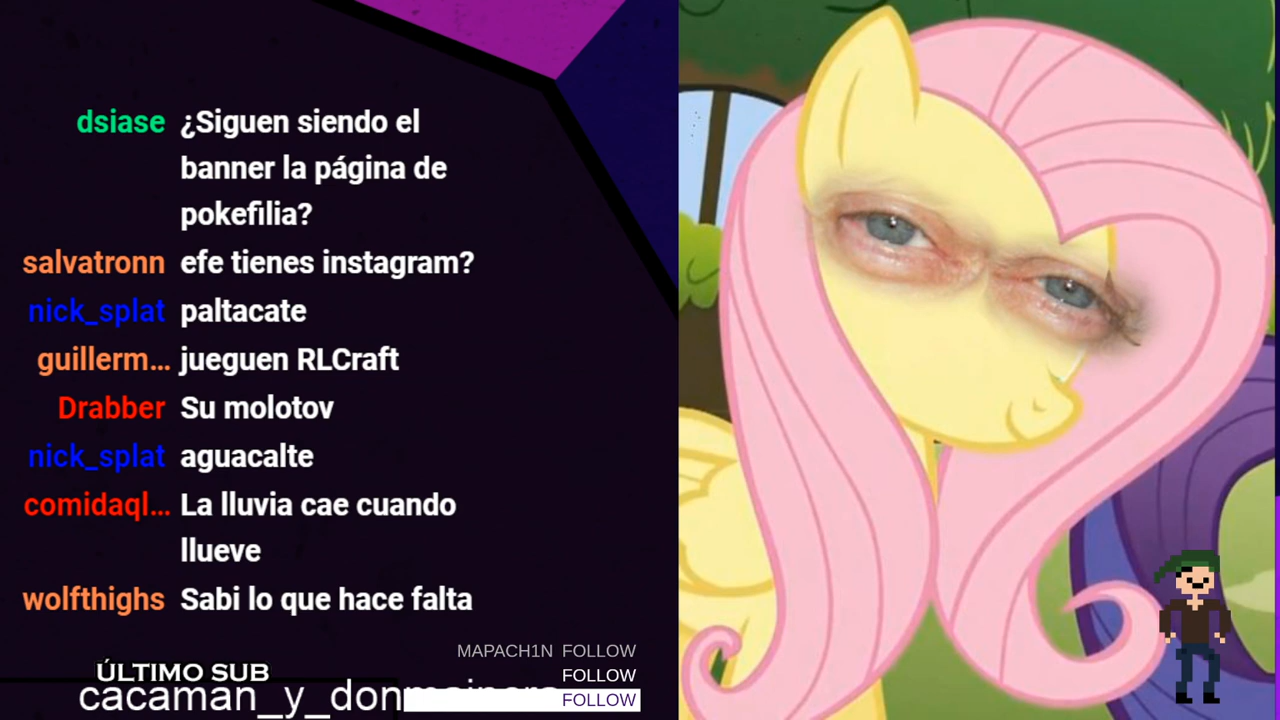 dsiase ¿Siguen siendo el
banner la página de
pokefilia?
salvatronn efe tienes instagram?
nick_splat paltacate
guillerm... jueguen RLCraft
Drabber Su molotov
nick_splat aguacalte
comidaql... La lluvia cae cuando
llueve
wolfthighs Sabi lo que hace falta
MAPACH1N FOLLOW
ÚLTIMO SUB
FOLLOW
cacaman_y_don
FOLLOW